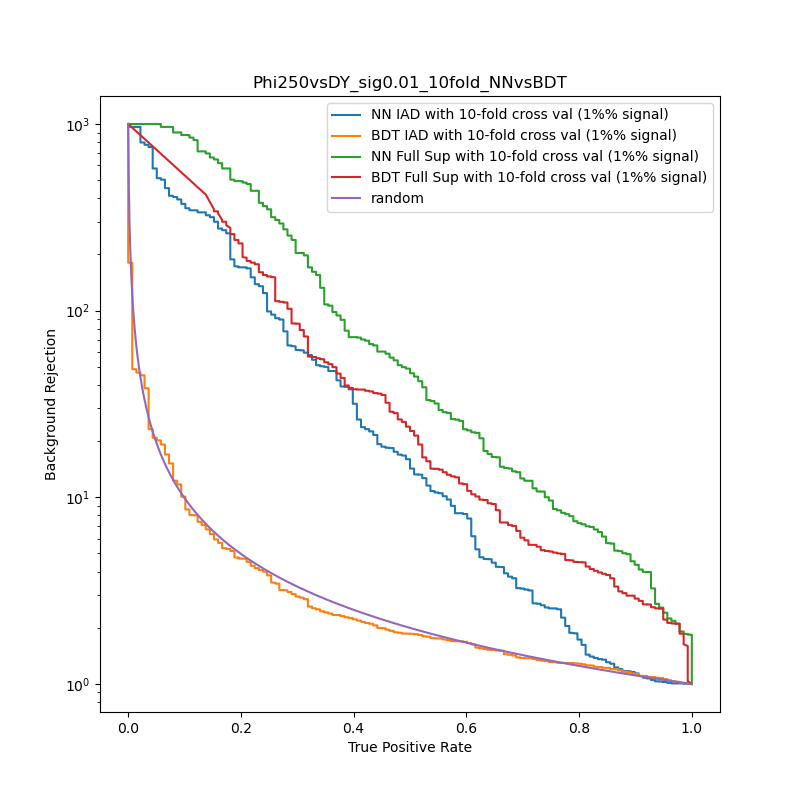 Phi250vsDY_sig0.01_10fold_NNvsBDT
NN IAD with 10-fold cross val (1%% signal)
BDT IAD with 10-fold cross val (1%% signal)
NN Full Sup with 10-fold cross val (1%% signal)
BDT Full Sup with 10-fold cross val (1%% signal)
random
10³
10²
10¹
10⁰
Background Rejection
0.0 0.2 0.4 0.6 0.8 1.0
True Positive Rate